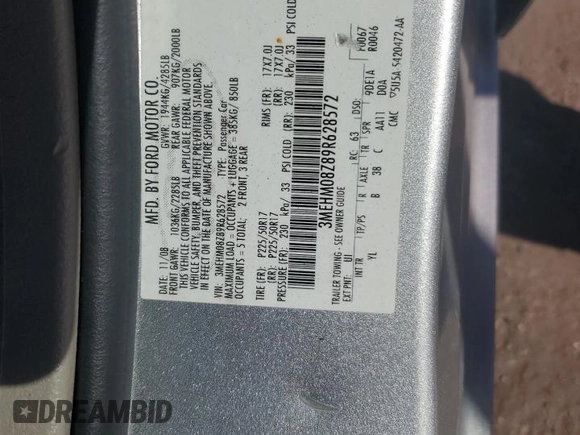 MFD. BY FORD MOTOR CO.
DATE: 11/08 GVWR: 1944KG/4285LB
FRONT GAWR: 1036KG/2285LB REAR GAWR: 907KG/2000LB
THIS VEHICLE CONFORMS TO ALL APPLICABLE FEDERAL MOTOR
VEHICLE SAFETY, BUMPER, AND THEFT PREVENTION STANDARDS
IN EFFECT ON THE DATE OF MANUFACTURE SHOWN ABOVE.
VIN: 3MEHM08Z89R628572 TYPE: Passenger Car
MAXIMUM LOAD = OCCUPANTS + LUGGAGE = 385KG/ 850LB
OCCUPANTS = 5 TOTAL: 2 FRONT, 3 REAR
TIRE (FR): P225/50R17 RIMS (FR): 17X7.0J
(RR): P225/50R17 (RR): 17X7.0J
PRESSURE (FR): 230 kPa/ 33 PSI COLD (RR): 230 kPa/ 33 PSI COLD
3MEHM08Z89R628572
TRAILER TOWING - SEE OWNER GUIDE
EXT PNT: UJ RC: 63 DSO: F0067
R0046
INT TR TP/PS R AXLE TR SPR
YL B 38 C AA11 9DE1A
D0A
CMC ▽5U5A 5420472-AA
DREAMBID